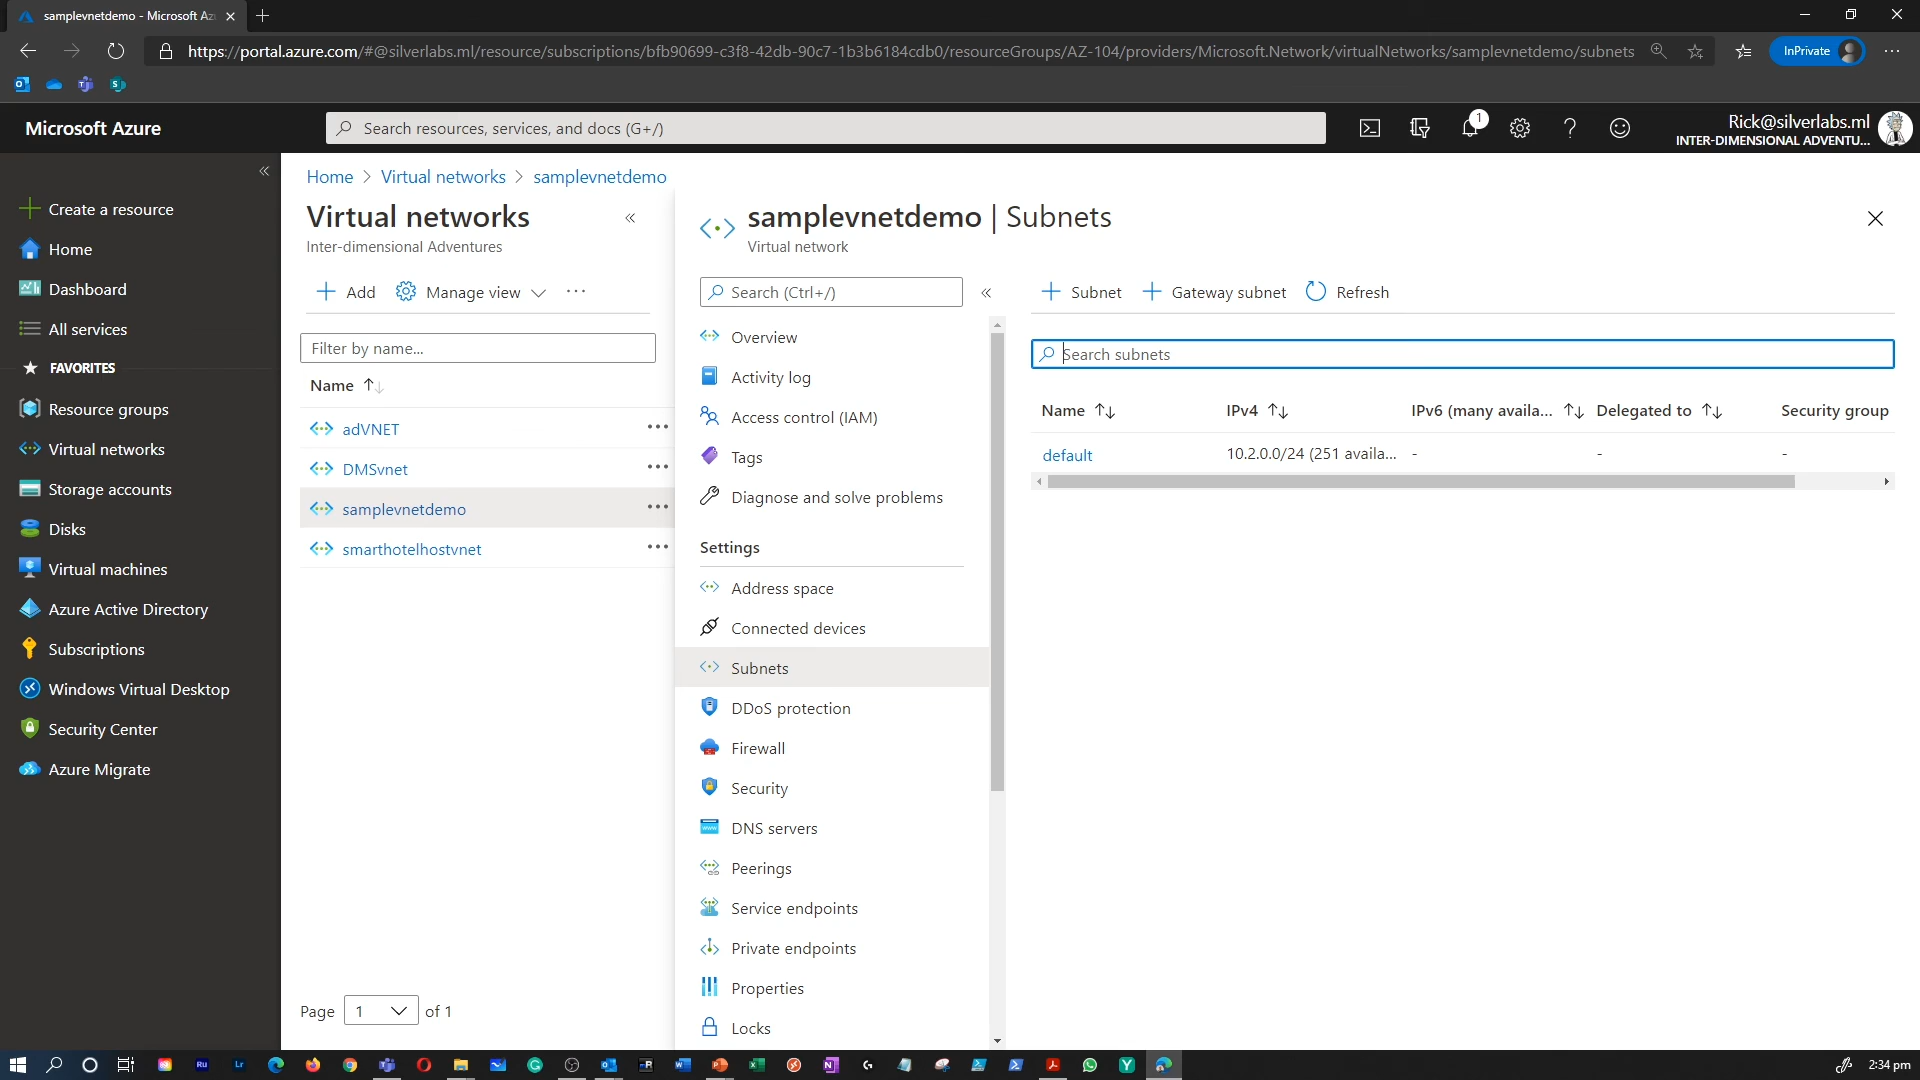 samplevnetdemo - Microsoft Az
https://portal.azure.com/#@silverlabs.ml/resource/subscriptions/bfb90699-c3f8-42db-90c7-1b3b6184cdb0/resourceGroups/AZ-104/providers/Microsoft.Network/virtualNetworks/samplevnetdemo/subnets
InPrivate
Microsoft Azure
Search resources, services, and docs (G+/)
1
Rick@silverlabs.ml
INTER-DIMENSIONAL ADVENTU...
Create a resource
Home
Dashboard
All services
FAVORITES
Resource groups
Virtual networks
Storage accounts
Disks
Virtual machines
Azure Active Directory
Subscriptions
Windows Virtual Desktop
Security Center
Azure Migrate
Home > Virtual networks > samplevnetdemo
Virtual networks
Inter-dimensional Adventures
Add
Manage view
Filter by name...
Name
adVNET
DMSvnet
samplevnetdemo
smarthotelhostvnet
Page 1 of 1
samplevnetdemo | Subnets
Virtual network
Search (Ctrl+/)
Overview
Activity log
Access control (IAM)
Tags
Diagnose and solve problems
Settings
Address space
Connected devices
Subnets
DDoS protection
Firewall
Security
DNS servers
Peerings
Service endpoints
Private endpoints
Properties
Locks
+ Subnet + Gateway subnet Refresh
Search subnets
Name IPv4 IPv6 (many availa... Delegated to Security group
default 10.2.0.0/24 (251 availa... - - -
2:34 pm